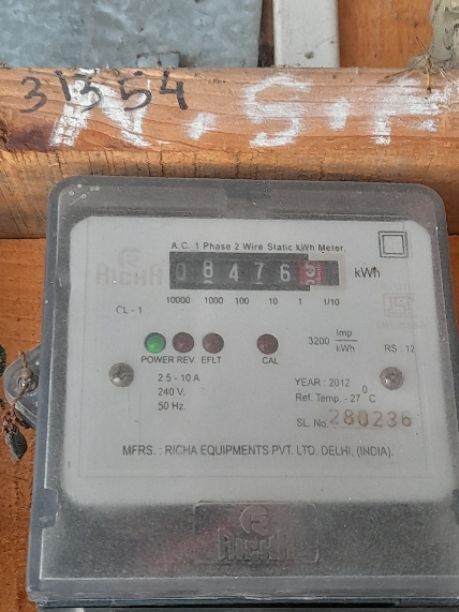 31354
N.S.F
A.C. 1 Phase 2 Wire Static kWh Meter.
RICHA
08476 kWh
CL - 1
10000 1000 100 10 1 1/10
3200 Imp/kWh
RS : 12
POWER REV. EFLT CAL
2.5 - 10 A
240 V.
50 Hz.
YEAR : 2012
Ref. Temp. - 27 °C
SL. No. 280236
MFRS. : RICHA EQUIPMENTS PVT. LTD. DELHI, (INDIA).
RICHA